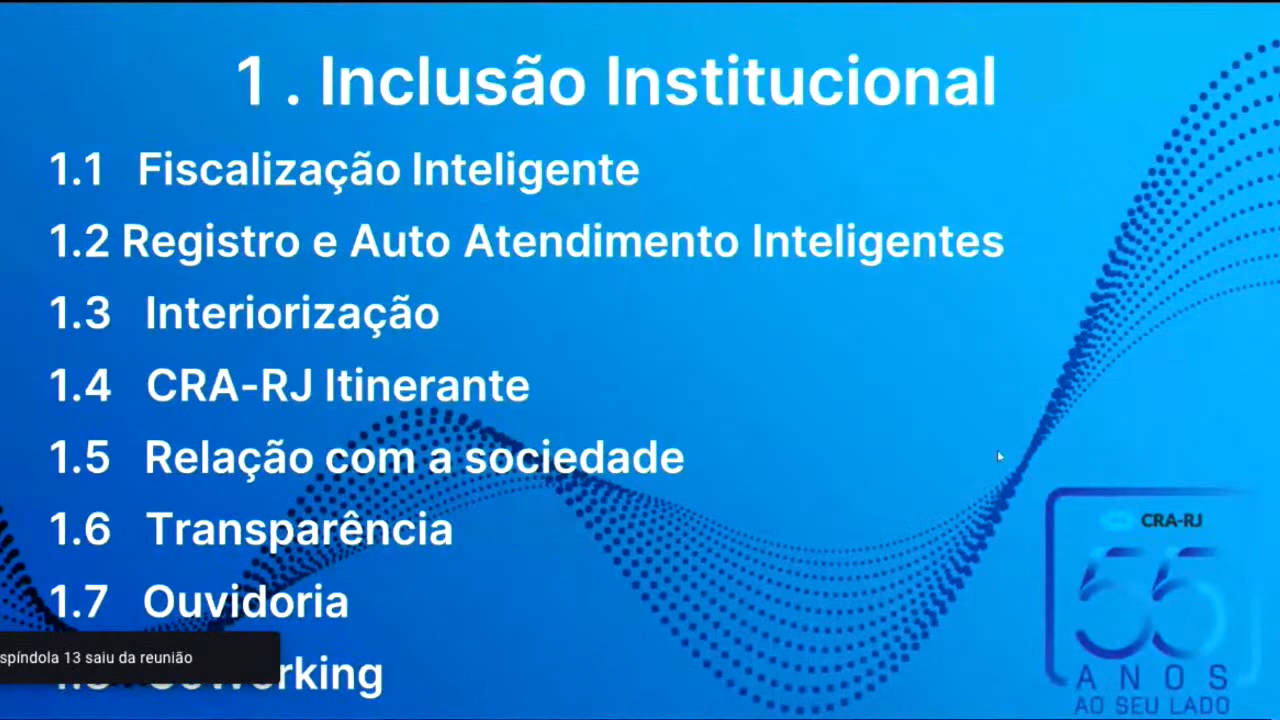 1 . Inclusão Institucional
1.1 Fiscalização Inteligente
1.2 Registro e Auto Atendimento Inteligentes
1.3 Interiorização
1.4 CRA-RJ Itinerante
1.5 Relação com a sociedade
1.6 Transparência
1.7 Ouvidoria
spíndola 13 saiu da reunião
CRA-RJ
55
ANOS
AO SEU LADO